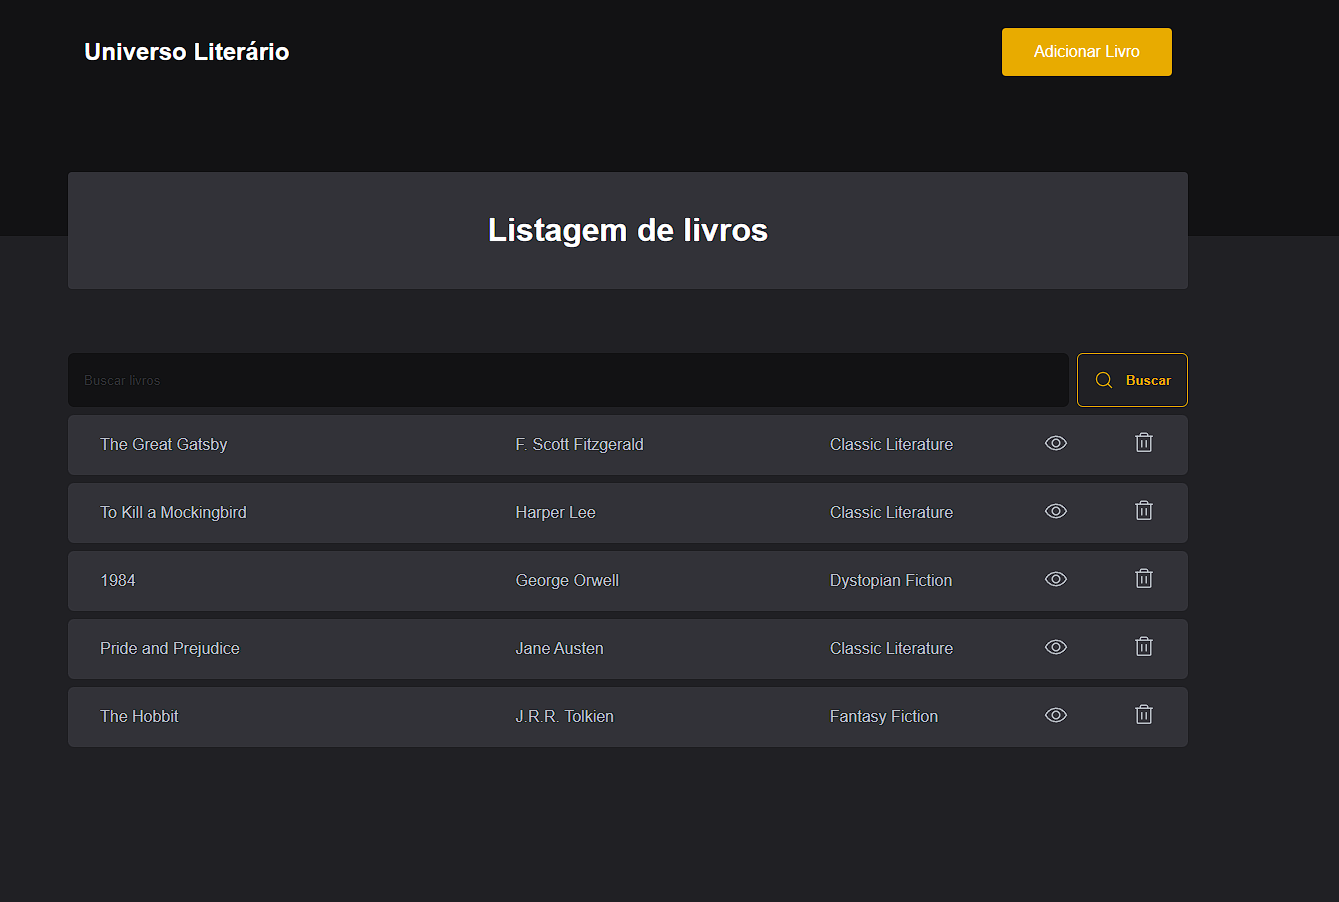 Universo Literário
Adicionar Livro
Listagem de livros
Buscar livros
Buscar
The Great Gatsby F. Scott Fitzgerald Classic Literature
To Kill a Mockingbird Harper Lee Classic Literature
1984 George Orwell Dystopian Fiction
Pride and Prejudice Jane Austen Classic Literature
The Hobbit J.R.R. Tolkien Fantasy Fiction